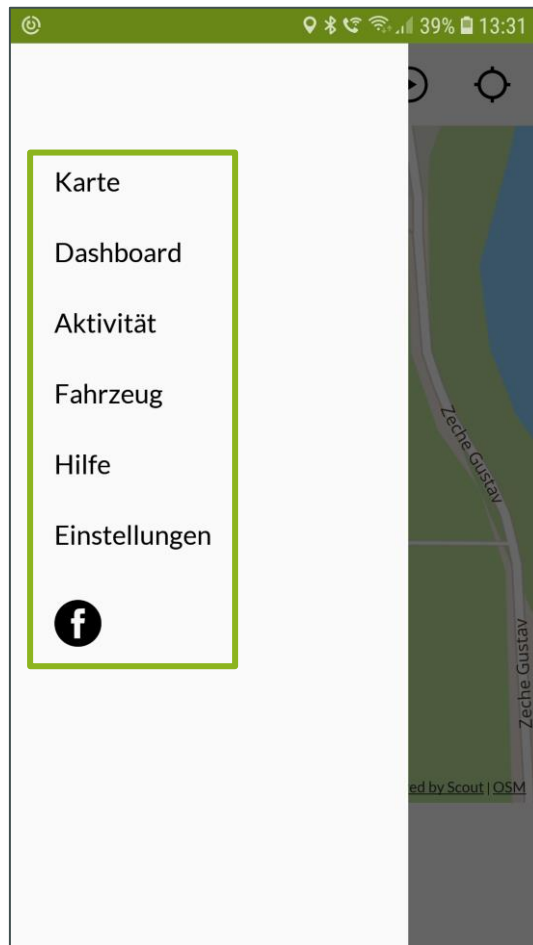 39% 13:31
Karte
Dashboard
Aktivität
Fahrzeug
Hilfe
Einstellungen
f
Zeche Gustav
Zeche Gustav
ed by Scout | OSM